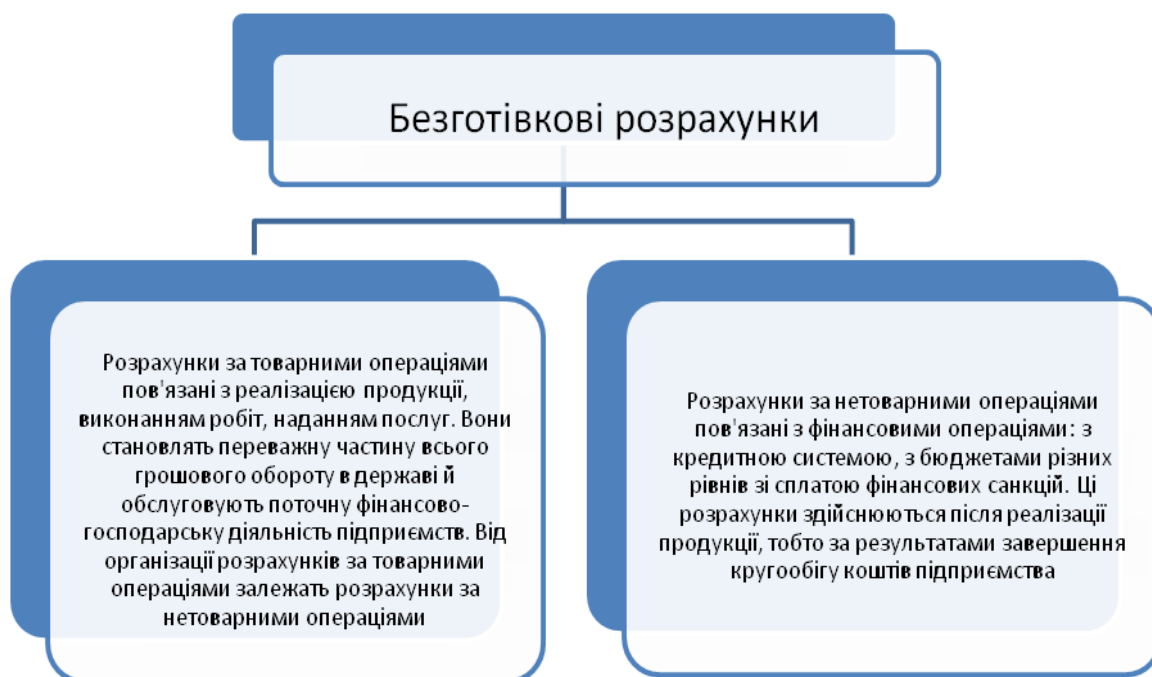 Безготівкові розрахунки
Розрахунки за товарними операціями
пов'язані з реалізацією продукції,
виконанням робіт, наданням послуг. Вони
становлять переважну частину всього
грошового обороту в державі й
обслуговують поточну фінансово-
господарську діяльність підприємств. Від
організації розрахунків за товарними
операціями залежать розрахунки за
нетоварними операціями
Розрахунки за нетоварними операціями
пов'язані з фінансовими операціями: з
кредитною системою, з бюджетами різних
рівнів зі сплатою фінансових санкцій. Ці
розрахунки здійснюються після реалізації
продукції, тобто за результатами завершення
кругообігу коштів підприємства